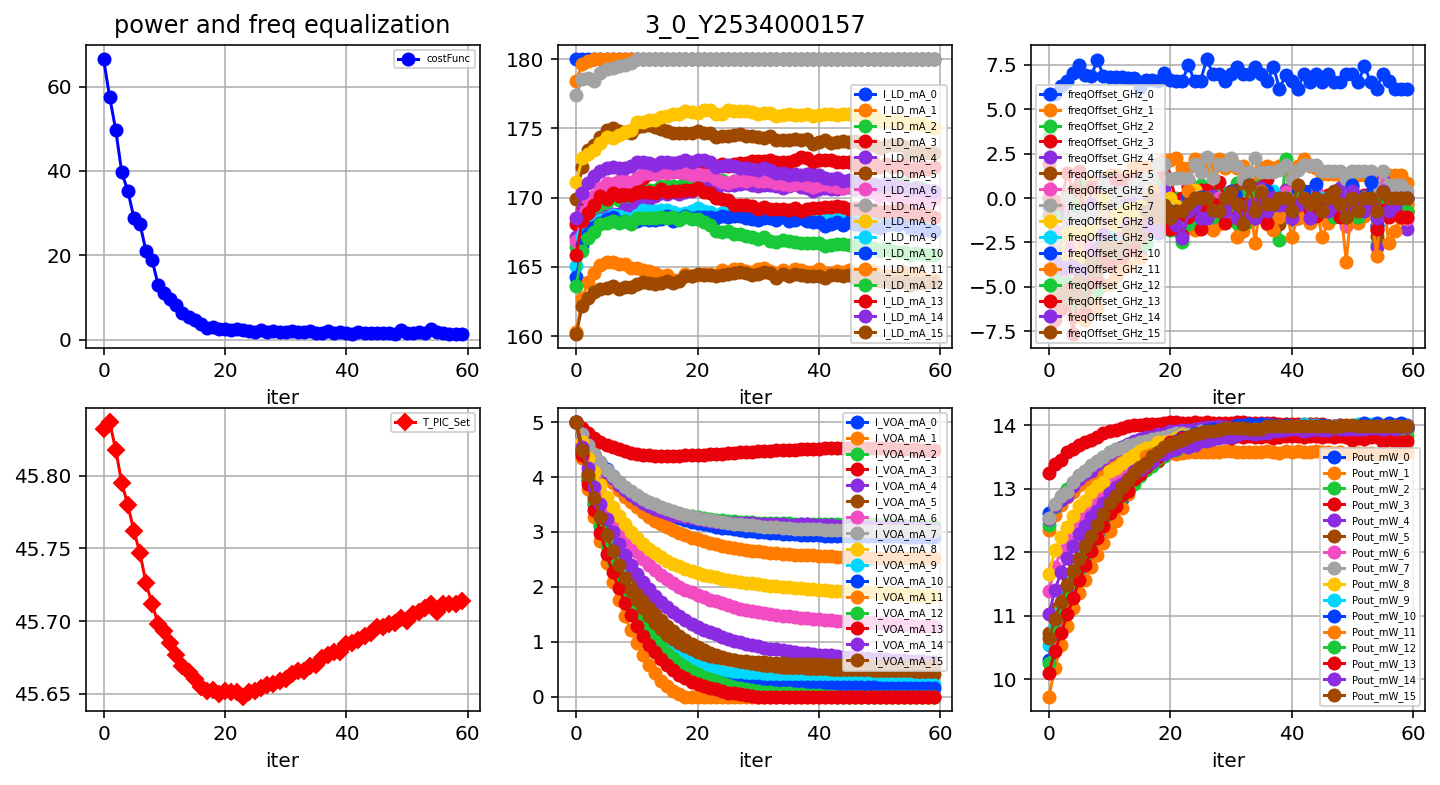 power and freq equalization
60
40
20
0
0
20
40
60
iter
costFunc
3_0_Y2534000157
180
175
170
165
160
0
20
40
60
iter
I_LD_mA_0
I_LD_mA_1
I_LD_mA_2
I_LD_mA_3
I_LD_mA_4
I_LD_mA_5
I_LD_mA_6
I_LD_mA_7
I_LD_mA_8
I_LD_mA_9
I_LD_mA_10
I_LD_mA_11
I_LD_mA_12
I_LD_mA_13
I_LD_mA_14
I_LD_mA_15
7.5
5.0
2.5
0.0
−2.5
−5.0
−7.5
0
20
40
60
iter
freqOffset_GHz_0
freqOffset_GHz_1
freqOffset_GHz_2
freqOffset_GHz_3
freqOffset_GHz_4
freqOffset_GHz_5
freqOffset_GHz_6
freqOffset_GHz_7
freqOffset_GHz_8
freqOffset_GHz_9
freqOffset_GHz_10
freqOffset_GHz_11
freqOffset_GHz_12
freqOffset_GHz_13
freqOffset_GHz_14
freqOffset_GHz_15
45.80
45.75
45.70
45.65
0
20
40
60
iter
T_PIC_Set
5
4
3
2
1
0
0
20
40
60
iter
I_VOA_mA_0
I_VOA_mA_1
I_VOA_mA_2
I_VOA_mA_3
I_VOA_mA_4
I_VOA_mA_5
I_VOA_mA_6
I_VOA_mA_7
I_VOA_mA_8
I_VOA_mA_9
I_VOA_mA_10
I_VOA_mA_11
I_VOA_mA_12
I_VOA_mA_13
I_VOA_mA_14
I_VOA_mA_15
14
13
12
11
10
0
20
40
60
iter
Pout_mW_0
Pout_mW_1
Pout_mW_2
Pout_mW_3
Pout_mW_4
Pout_mW_5
Pout_mW_6
Pout_mW_7
Pout_mW_8
Pout_mW_9
Pout_mW_10
Pout_mW_11
Pout_mW_12
Pout_mW_13
Pout_mW_14
Pout_mW_15